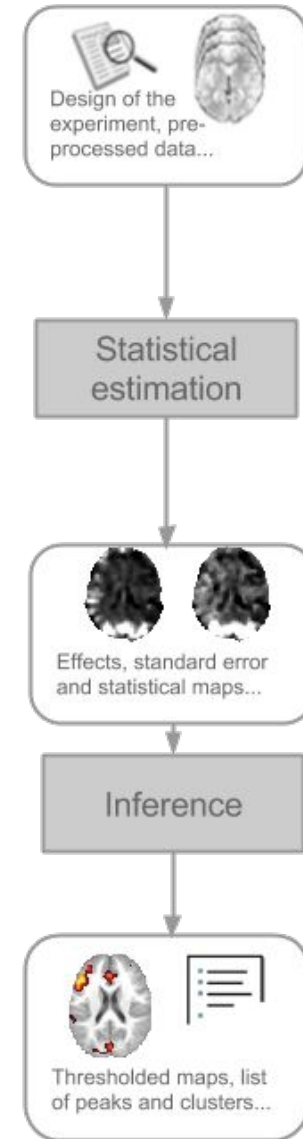 Design of the
experiment, pre-
processed data...
Statistical
estimation
Effects, standard error
and statistical maps...
Inference
Thresholded maps, list
of peaks and clusters...